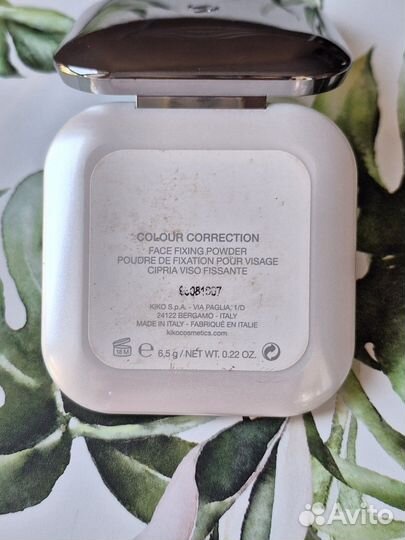 COLOUR CORRECTION
FACE FIXING POWDER
POUDRE DE FIXATION POUR VISAGE
CIPRIA VISO FISSANTE
KIKO S.p.A. - VIA PAGLIA, 1/D
24122 BERGAMO - ITALY
MADE IN ITALY - FABRIQUÉ EN ITALIE
kikocosmetics.com
18 M e 6,5 g / NET WT. 0.22 OZ.
Avito